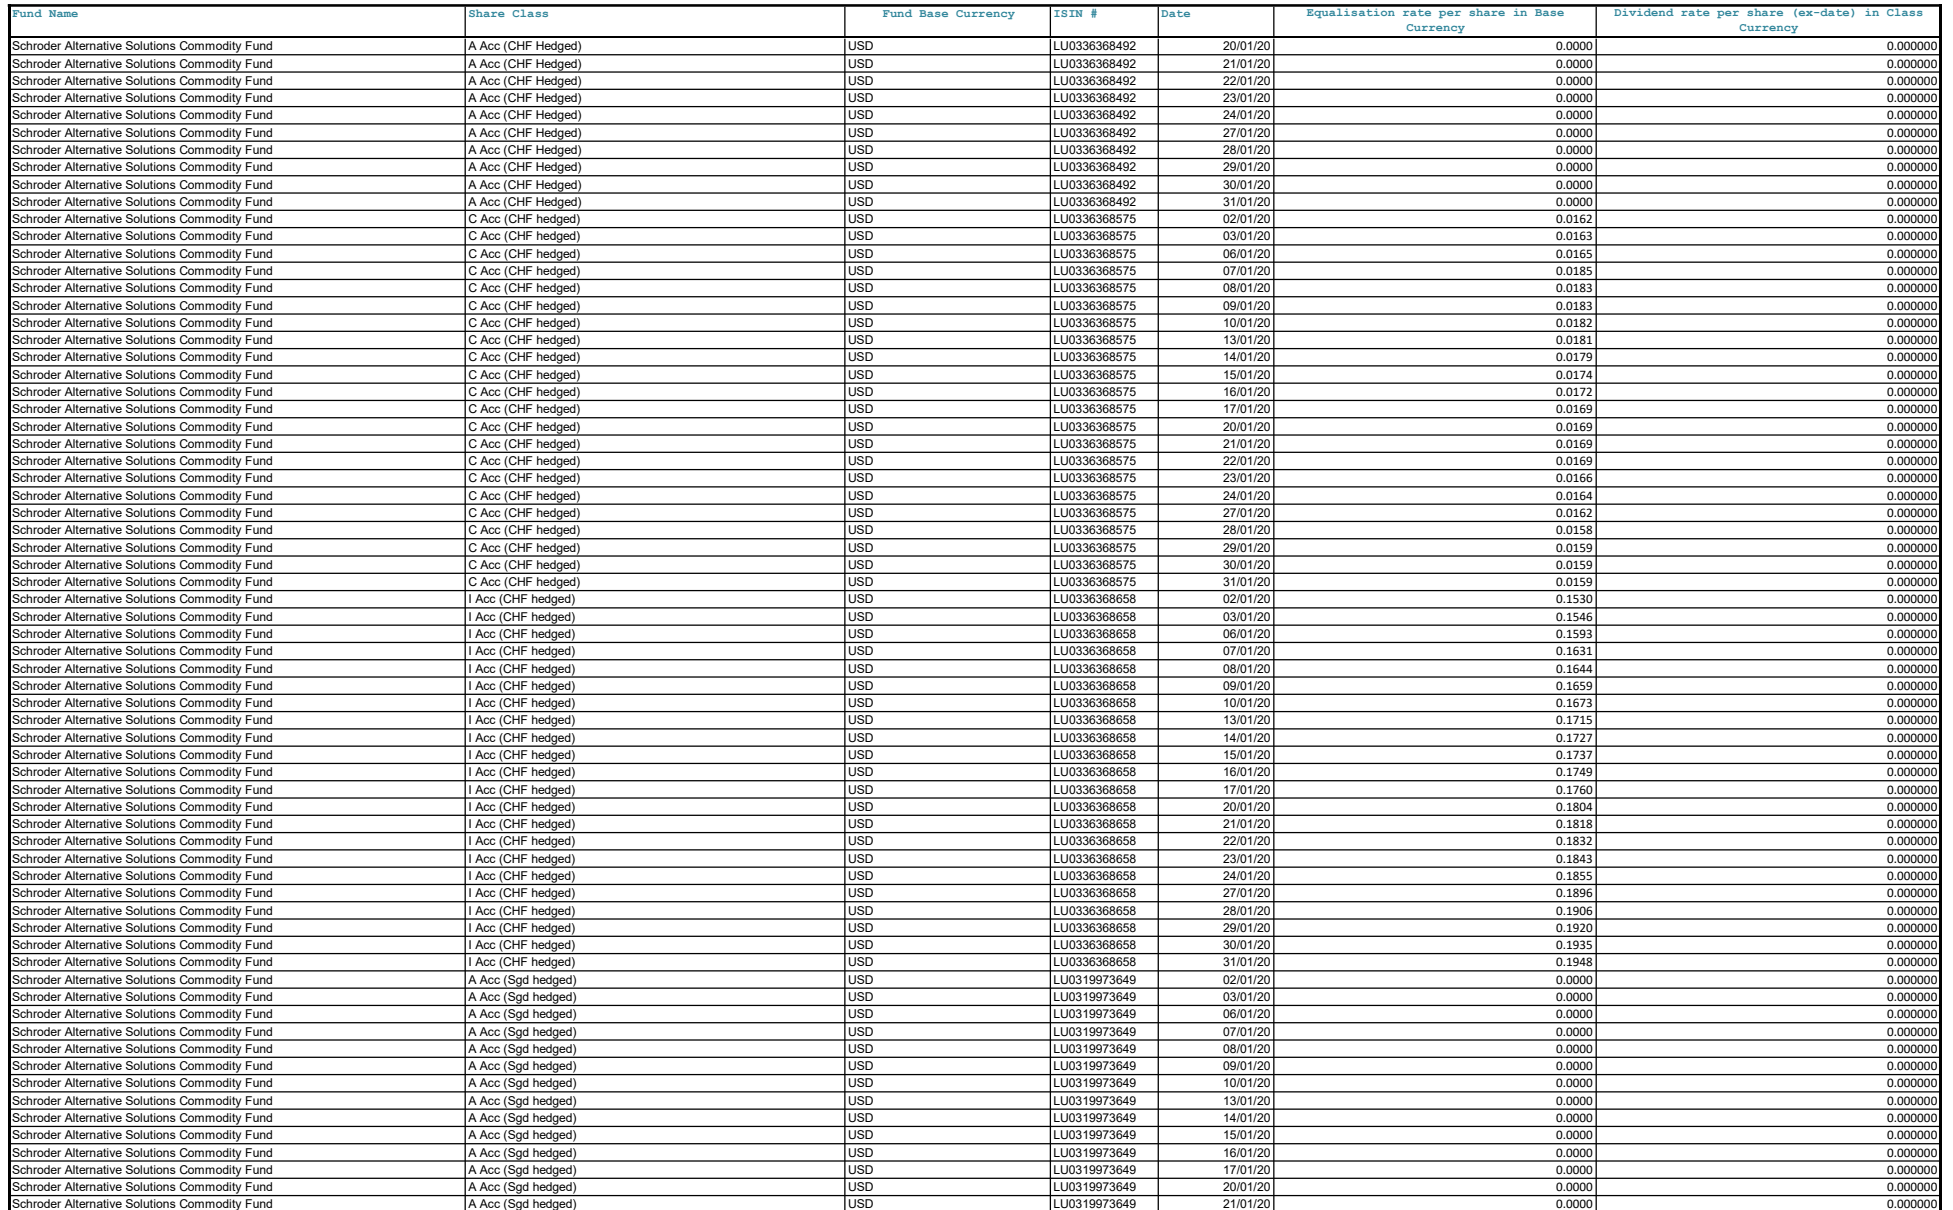 Fund Name Share Class Fund Base Currency ISIN # Date Equalisation rate per share in Base Currency Dividend rate per share (ex-date) in Class Currency
Schroder Alternative Solutions Commodity Fund A Acc (CHF Hedged) USD LU0336368492 20/01/20 0.0000 0.000000
Schroder Alternative Solutions Commodity Fund A Acc (CHF Hedged) USD LU0336368492 21/01/20 0.0000 0.000000
Schroder Alternative Solutions Commodity Fund A Acc (CHF Hedged) USD LU0336368492 22/01/20 0.0000 0.000000
Schroder Alternative Solutions Commodity Fund A Acc (CHF Hedged) USD LU0336368492 23/01/20 0.0000 0.000000
Schroder Alternative Solutions Commodity Fund A Acc (CHF Hedged) USD LU0336368492 24/01/20 0.0000 0.000000
Schroder Alternative Solutions Commodity Fund A Acc (CHF Hedged) USD LU0336368492 27/01/20 0.0000 0.000000
Schroder Alternative Solutions Commodity Fund A Acc (CHF Hedged) USD LU0336368492 28/01/20 0.0000 0.000000
Schroder Alternative Solutions Commodity Fund A Acc (CHF Hedged) USD LU0336368492 29/01/20 0.0000 0.000000
Schroder Alternative Solutions Commodity Fund A Acc (CHF Hedged) USD LU0336368492 30/01/20 0.0000 0.000000
Schroder Alternative Solutions Commodity Fund A Acc (CHF Hedged) USD LU0336368492 31/01/20 0.0000 0.000000
Schroder Alternative Solutions Commodity Fund C Acc (CHF hedged) USD LU0336368575 02/01/20 0.0162 0.000000
Schroder Alternative Solutions Commodity Fund C Acc (CHF hedged) USD LU0336368575 03/01/20 0.0163 0.000000
Schroder Alternative Solutions Commodity Fund C Acc (CHF hedged) USD LU0336368575 06/01/20 0.0165 0.000000
Schroder Alternative Solutions Commodity Fund C Acc (CHF hedged) USD LU0336368575 07/01/20 0.0185 0.000000
Schroder Alternative Solutions Commodity Fund C Acc (CHF hedged) USD LU0336368575 08/01/20 0.0183 0.000000
Schroder Alternative Solutions Commodity Fund C Acc (CHF hedged) USD LU0336368575 09/01/20 0.0183 0.000000
Schroder Alternative Solutions Commodity Fund C Acc (CHF hedged) USD LU0336368575 10/01/20 0.0182 0.000000
Schroder Alternative Solutions Commodity Fund C Acc (CHF hedged) USD LU0336368575 13/01/20 0.0181 0.000000
Schroder Alternative Solutions Commodity Fund C Acc (CHF hedged) USD LU0336368575 14/01/20 0.0179 0.000000
Schroder Alternative Solutions Commodity Fund C Acc (CHF hedged) USD LU0336368575 15/01/20 0.0174 0.000000
Schroder Alternative Solutions Commodity Fund C Acc (CHF hedged) USD LU0336368575 16/01/20 0.0172 0.000000
Schroder Alternative Solutions Commodity Fund C Acc (CHF hedged) USD LU0336368575 17/01/20 0.0169 0.000000
Schroder Alternative Solutions Commodity Fund C Acc (CHF hedged) USD LU0336368575 20/01/20 0.0169 0.000000
Schroder Alternative Solutions Commodity Fund C Acc (CHF hedged) USD LU0336368575 21/01/20 0.0169 0.000000
Schroder Alternative Solutions Commodity Fund C Acc (CHF hedged) USD LU0336368575 22/01/20 0.0169 0.000000
Schroder Alternative Solutions Commodity Fund C Acc (CHF hedged) USD LU0336368575 23/01/20 0.0166 0.000000
Schroder Alternative Solutions Commodity Fund C Acc (CHF hedged) USD LU0336368575 24/01/20 0.0164 0.000000
Schroder Alternative Solutions Commodity Fund C Acc (CHF hedged) USD LU0336368575 27/01/20 0.0162 0.000000
Schroder Alternative Solutions Commodity Fund C Acc (CHF hedged) USD LU0336368575 28/01/20 0.0158 0.000000
Schroder Alternative Solutions Commodity Fund C Acc (CHF hedged) USD LU0336368575 29/01/20 0.0159 0.000000
Schroder Alternative Solutions Commodity Fund C Acc (CHF hedged) USD LU0336368575 30/01/20 0.0159 0.000000
Schroder Alternative Solutions Commodity Fund C Acc (CHF hedged) USD LU0336368575 31/01/20 0.0159 0.000000
Schroder Alternative Solutions Commodity Fund I Acc (CHF hedged) USD LU0336368658 02/01/20 0.1530 0.000000
Schroder Alternative Solutions Commodity Fund I Acc (CHF hedged) USD LU0336368658 03/01/20 0.1546 0.000000
Schroder Alternative Solutions Commodity Fund I Acc (CHF hedged) USD LU0336368658 06/01/20 0.1593 0.000000
Schroder Alternative Solutions Commodity Fund I Acc (CHF hedged) USD LU0336368658 07/01/20 0.1631 0.000000
Schroder Alternative Solutions Commodity Fund I Acc (CHF hedged) USD LU0336368658 08/01/20 0.1644 0.000000
Schroder Alternative Solutions Commodity Fund I Acc (CHF hedged) USD LU0336368658 09/01/20 0.1659 0.000000
Schroder Alternative Solutions Commodity Fund I Acc (CHF hedged) USD LU0336368658 10/01/20 0.1673 0.000000
Schroder Alternative Solutions Commodity Fund I Acc (CHF hedged) USD LU0336368658 13/01/20 0.1715 0.000000
Schroder Alternative Solutions Commodity Fund I Acc (CHF hedged) USD LU0336368658 14/01/20 0.1727 0.000000
Schroder Alternative Solutions Commodity Fund I Acc (CHF hedged) USD LU0336368658 15/01/20 0.1737 0.000000
Schroder Alternative Solutions Commodity Fund I Acc (CHF hedged) USD LU0336368658 16/01/20 0.1749 0.000000
Schroder Alternative Solutions Commodity Fund I Acc (CHF hedged) USD LU0336368658 17/01/20 0.1760 0.000000
Schroder Alternative Solutions Commodity Fund I Acc (CHF hedged) USD LU0336368658 20/01/20 0.1804 0.000000
Schroder Alternative Solutions Commodity Fund I Acc (CHF hedged) USD LU0336368658 21/01/20 0.1818 0.000000
Schroder Alternative Solutions Commodity Fund I Acc (CHF hedged) USD LU0336368658 22/01/20 0.1832 0.000000
Schroder Alternative Solutions Commodity Fund I Acc (CHF hedged) USD LU0336368658 23/01/20 0.1843 0.000000
Schroder Alternative Solutions Commodity Fund I Acc (CHF hedged) USD LU0336368658 24/01/20 0.1855 0.000000
Schroder Alternative Solutions Commodity Fund I Acc (CHF hedged) USD LU0336368658 27/01/20 0.1896 0.000000
Schroder Alternative Solutions Commodity Fund I Acc (CHF hedged) USD LU0336368658 28/01/20 0.1906 0.000000
Schroder Alternative Solutions Commodity Fund I Acc (CHF hedged) USD LU0336368658 29/01/20 0.1920 0.000000
Schroder Alternative Solutions Commodity Fund I Acc (CHF hedged) USD LU0336368658 30/01/20 0.1935 0.000000
Schroder Alternative Solutions Commodity Fund I Acc (CHF hedged) USD LU0336368658 31/01/20 0.1948 0.000000
Schroder Alternative Solutions Commodity Fund A Acc (Sgd hedged) USD LU0319973649 02/01/20 0.0000 0.000000
Schroder Alternative Solutions Commodity Fund A Acc (Sgd hedged) USD LU0319973649 03/01/20 0.0000 0.000000
Schroder Alternative Solutions Commodity Fund A Acc (Sgd hedged) USD LU0319973649 06/01/20 0.0000 0.000000
Schroder Alternative Solutions Commodity Fund A Acc (Sgd hedged) USD LU0319973649 07/01/20 0.0000 0.000000
Schroder Alternative Solutions Commodity Fund A Acc (Sgd hedged) USD LU0319973649 08/01/20 0.0000 0.000000
Schroder Alternative Solutions Commodity Fund A Acc (Sgd hedged) USD LU0319973649 09/01/20 0.0000 0.000000
Schroder Alternative Solutions Commodity Fund A Acc (Sgd hedged) USD LU0319973649 10/01/20 0.0000 0.000000
Schroder Alternative Solutions Commodity Fund A Acc (Sgd hedged) USD LU0319973649 13/01/20 0.0000 0.000000
Schroder Alternative Solutions Commodity Fund A Acc (Sgd hedged) USD LU0319973649 14/01/20 0.0000 0.000000
Schroder Alternative Solutions Commodity Fund A Acc (Sgd hedged) USD LU0319973649 15/01/20 0.0000 0.000000
Schroder Alternative Solutions Commodity Fund A Acc (Sgd hedged) USD LU0319973649 16/01/20 0.0000 0.000000
Schroder Alternative Solutions Commodity Fund A Acc (Sgd hedged) USD LU0319973649 17/01/20 0.0000 0.000000
Schroder Alternative Solutions Commodity Fund A Acc (Sgd hedged) USD LU0319973649 20/01/20 0.0000 0.000000
Schroder Alternative Solutions Commodity Fund A Acc (Sgd hedged) USD LU0319973649 21/01/20 0.0000 0.000000